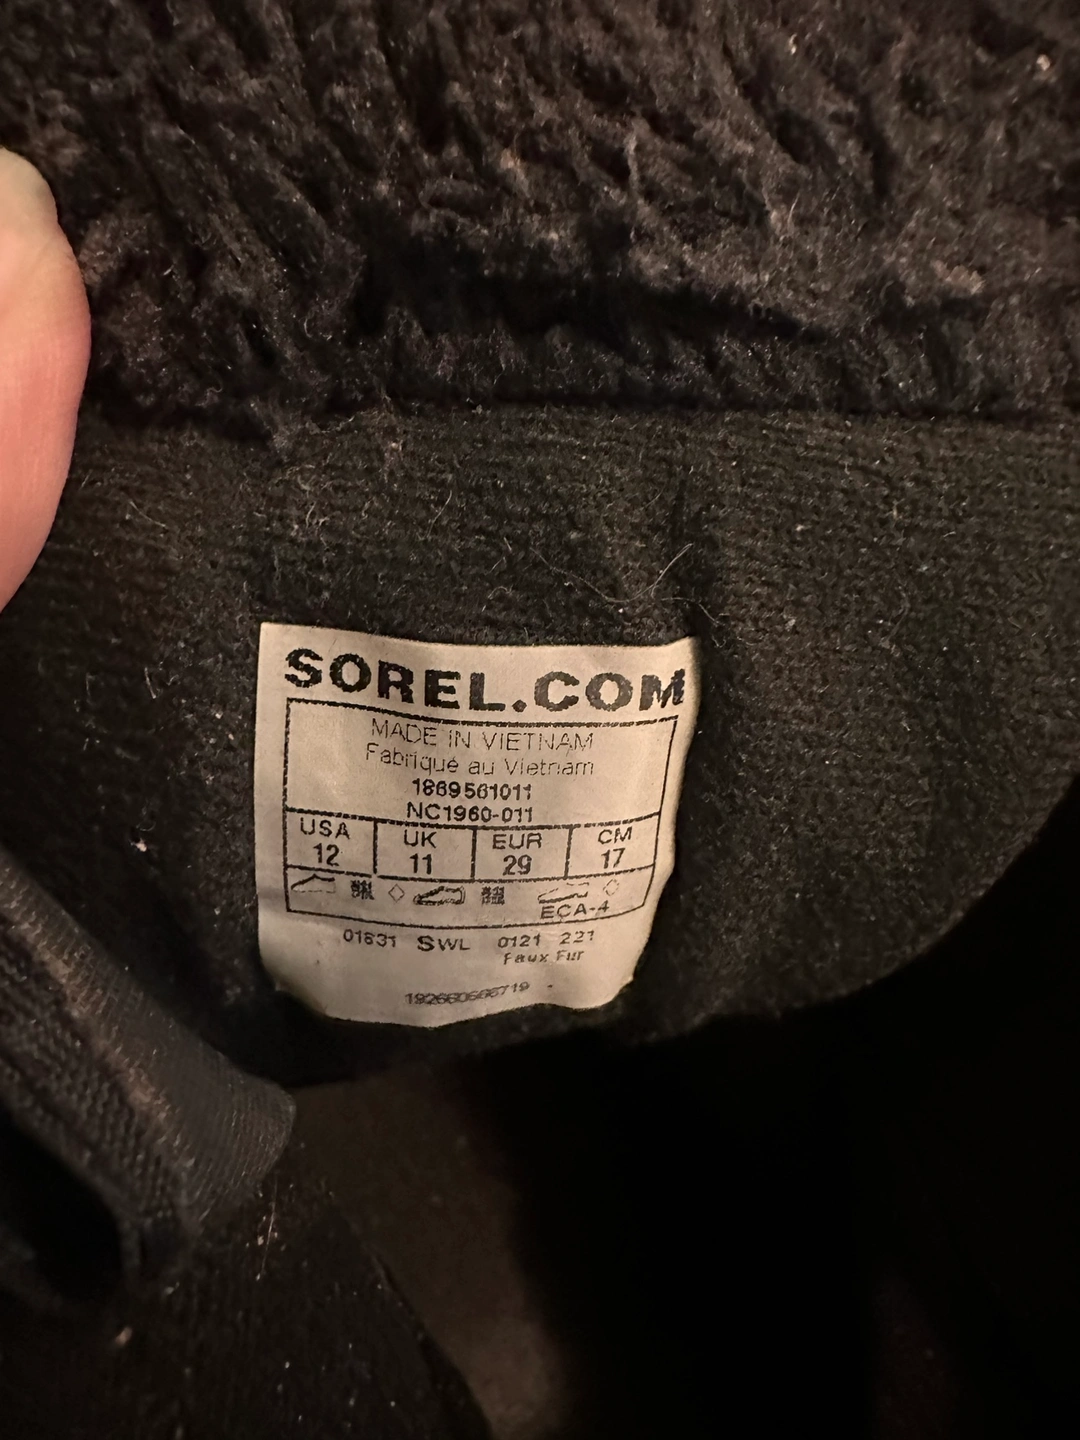 SOREL.COM
MADE IN VIETNAM
Fabriqué au Vietnam
1869561011
NC1960-011
USA UK EUR CM
12 11 29 17
ECA-4
01631 SWL 0121 221
Faux Fur